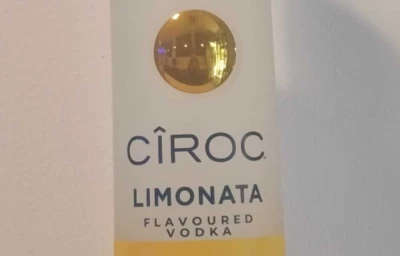 CÎROC
LIMONATA
FLAVOURED
VODKA